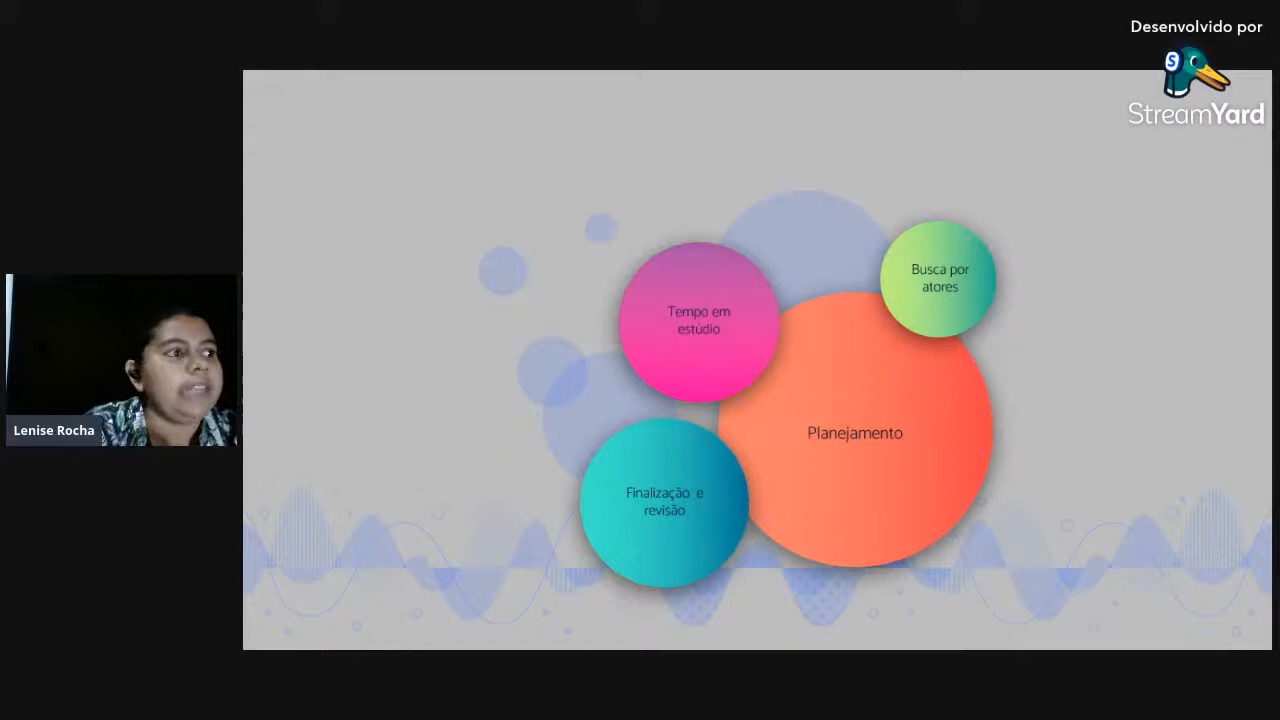 Desenvolvido por
StreamYard
Busca por
atores
Tempo em
estúdio
Planejamento
Finalização e
revisão
Lenise Rocha